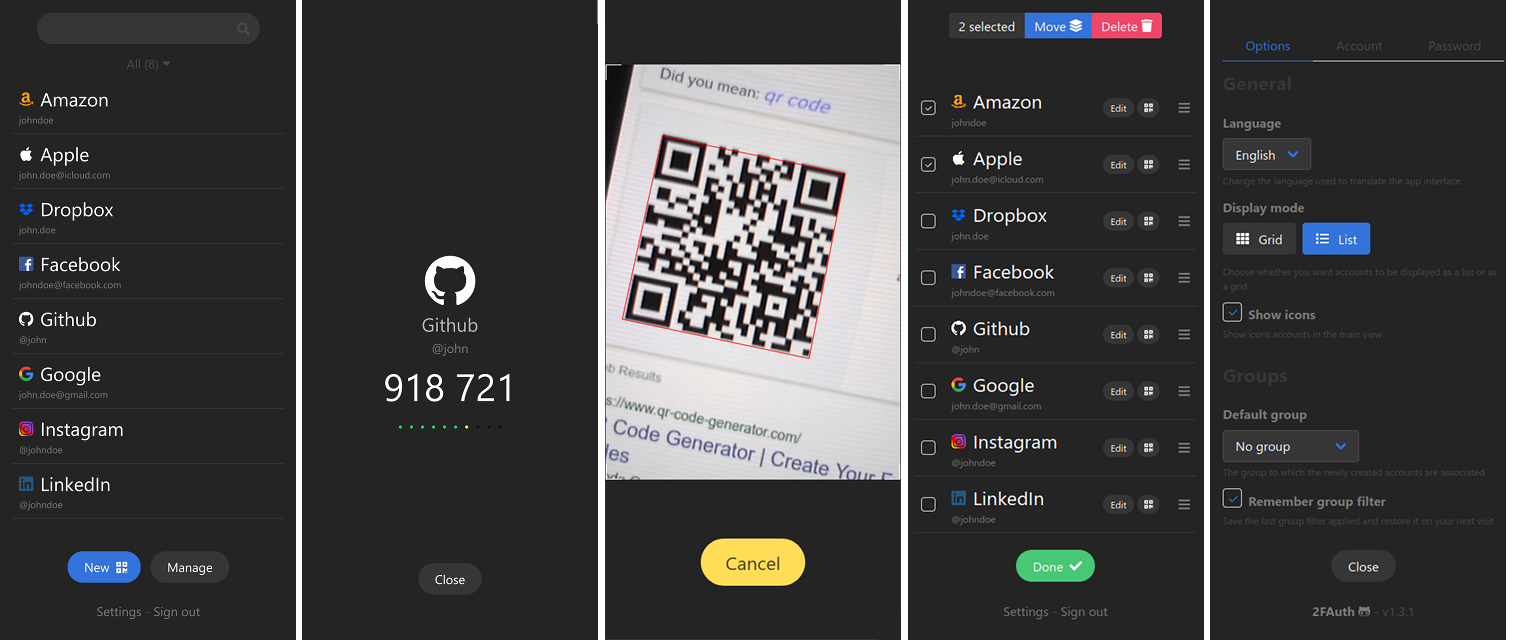 All (8)
Amazon
johndoe
Apple
john.doe@icloud.com
Dropbox
john.doe
Facebook
johndoe@facebook.com
Github
@john
Google
john.doe@gmail.com
Instagram
@johndoe
LinkedIn
@johndoe
New
Manage
Settings - Sign out
Github
@john
918 721
Close
Did you mean: qr code
Results
s://www.qr-code-generator.com/
Code Generator | Create Your
Cancel
2 selected Move Delete
Amazon Edit
johndoe
Apple Edit
john.doe@icloud.com
Dropbox Edit
john.doe
Facebook Edit
johndoe@facebook.com
Github Edit
@john
Google Edit
john.doe@gmail.com
Instagram Edit
@johndoe
LinkedIn Edit
@johndoe
Done
Settings - Sign out
Options Account Password
General
Language
English
Change the language used to translate the app interface.
Display mode
Grid List
Choose whether you want accounts to be displayed as a list or as
a grid
Show icons
Show icons accounts in the main view
Groups
Default group
No group
The group to which the newly created accounts are associated
Remember group filter
Save the last group filter applied and restore it on your next visit
Close
2FAuth - v1.3.1